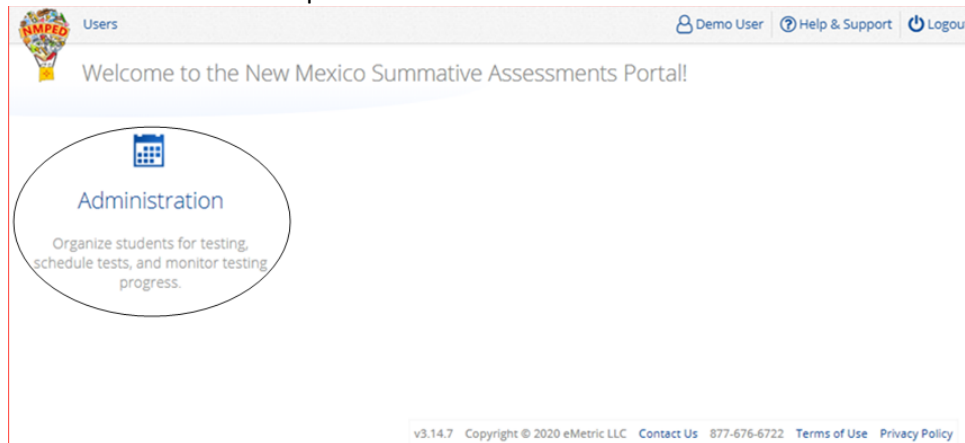 NMPED Users Demo User Help & Support Logou
Welcome to the New Mexico Summative Assessments Portal!
Administration
Organize students for testing,
schedule tests, and monitor testing
progress.
v3.14.7 Copyright © 2020 eMetric LLC Contact Us 877-676-6722 Terms of Use Privacy Policy